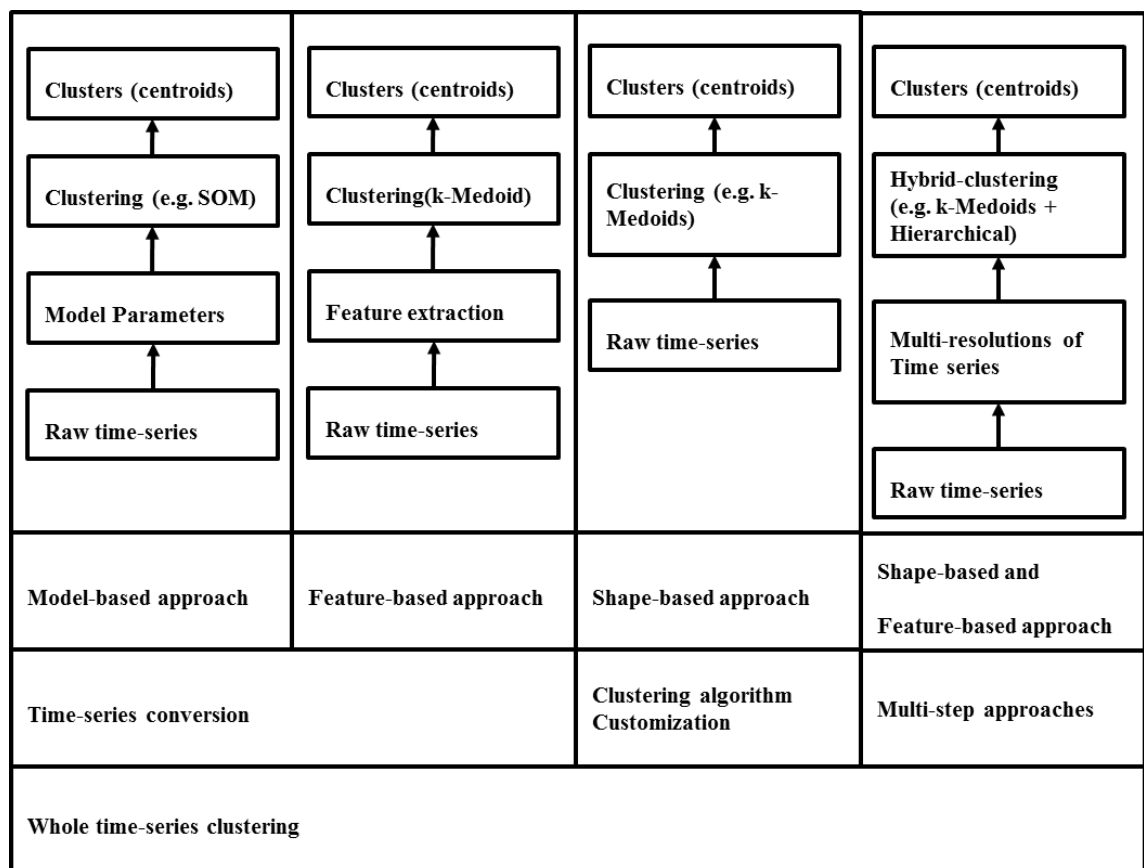 Clusters (centroids)
Clustering (e.g. SOM)
Model Parameters
Raw time-series
Clusters (centroids)
Clustering(k-Medoid)
Feature extraction
Raw time-series
Clusters (centroids)
Clustering (e.g. k-
Medoids)
Raw time-series
Clusters (centroids)
Hybrid-clustering
(e.g. k-Medoids +
Hierarchical)
Multi-resolutions of
Time series
Raw time-series
Model-based approach
Feature-based approach
Shape-based approach
Shape-based and
Feature-based approach
Time-series conversion
Clustering algorithm
Customization
Multi-step approaches
Whole time-series clustering